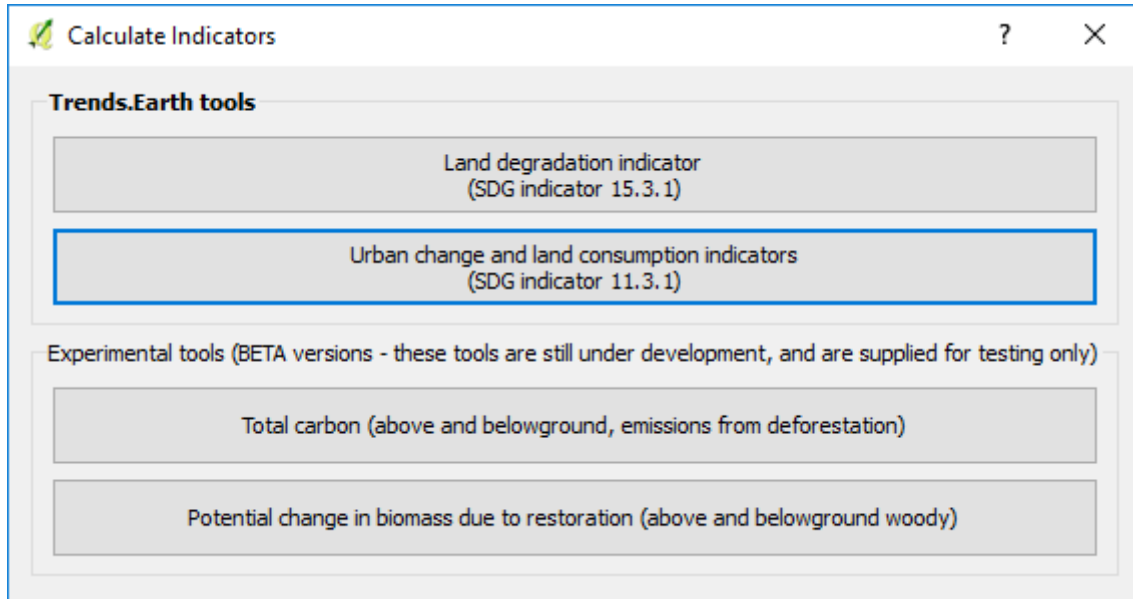 Calculate Indicators
Trends.Earth tools
Land degradation indicator
(SDG indicator 15.3.1)
Urban change and land consumption indicators
(SDG indicator 11.3.1)
Experimental tools (BETA versions - these tools are still under development, and are supplied for testing only)
Total carbon (above and belowground, emissions from deforestation)
Potential change in biomass due to restoration (above and belowground woody)